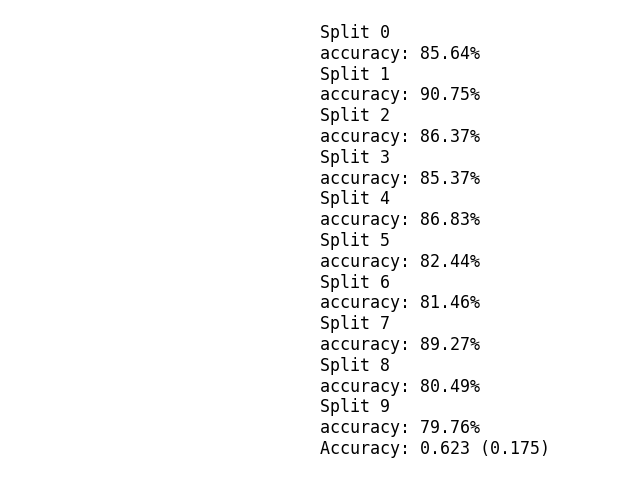 Split 0
accuracy: 85.64%
Split 1
accuracy: 90.75%
Split 2
accuracy: 86.37%
Split 3
accuracy: 85.37%
Split 4
accuracy: 86.83%
Split 5
accuracy: 82.44%
Split 6
accuracy: 81.46%
Split 7
accuracy: 89.27%
Split 8
accuracy: 80.49%
Split 9
accuracy: 79.76%
Accuracy: 0.623 (0.175)